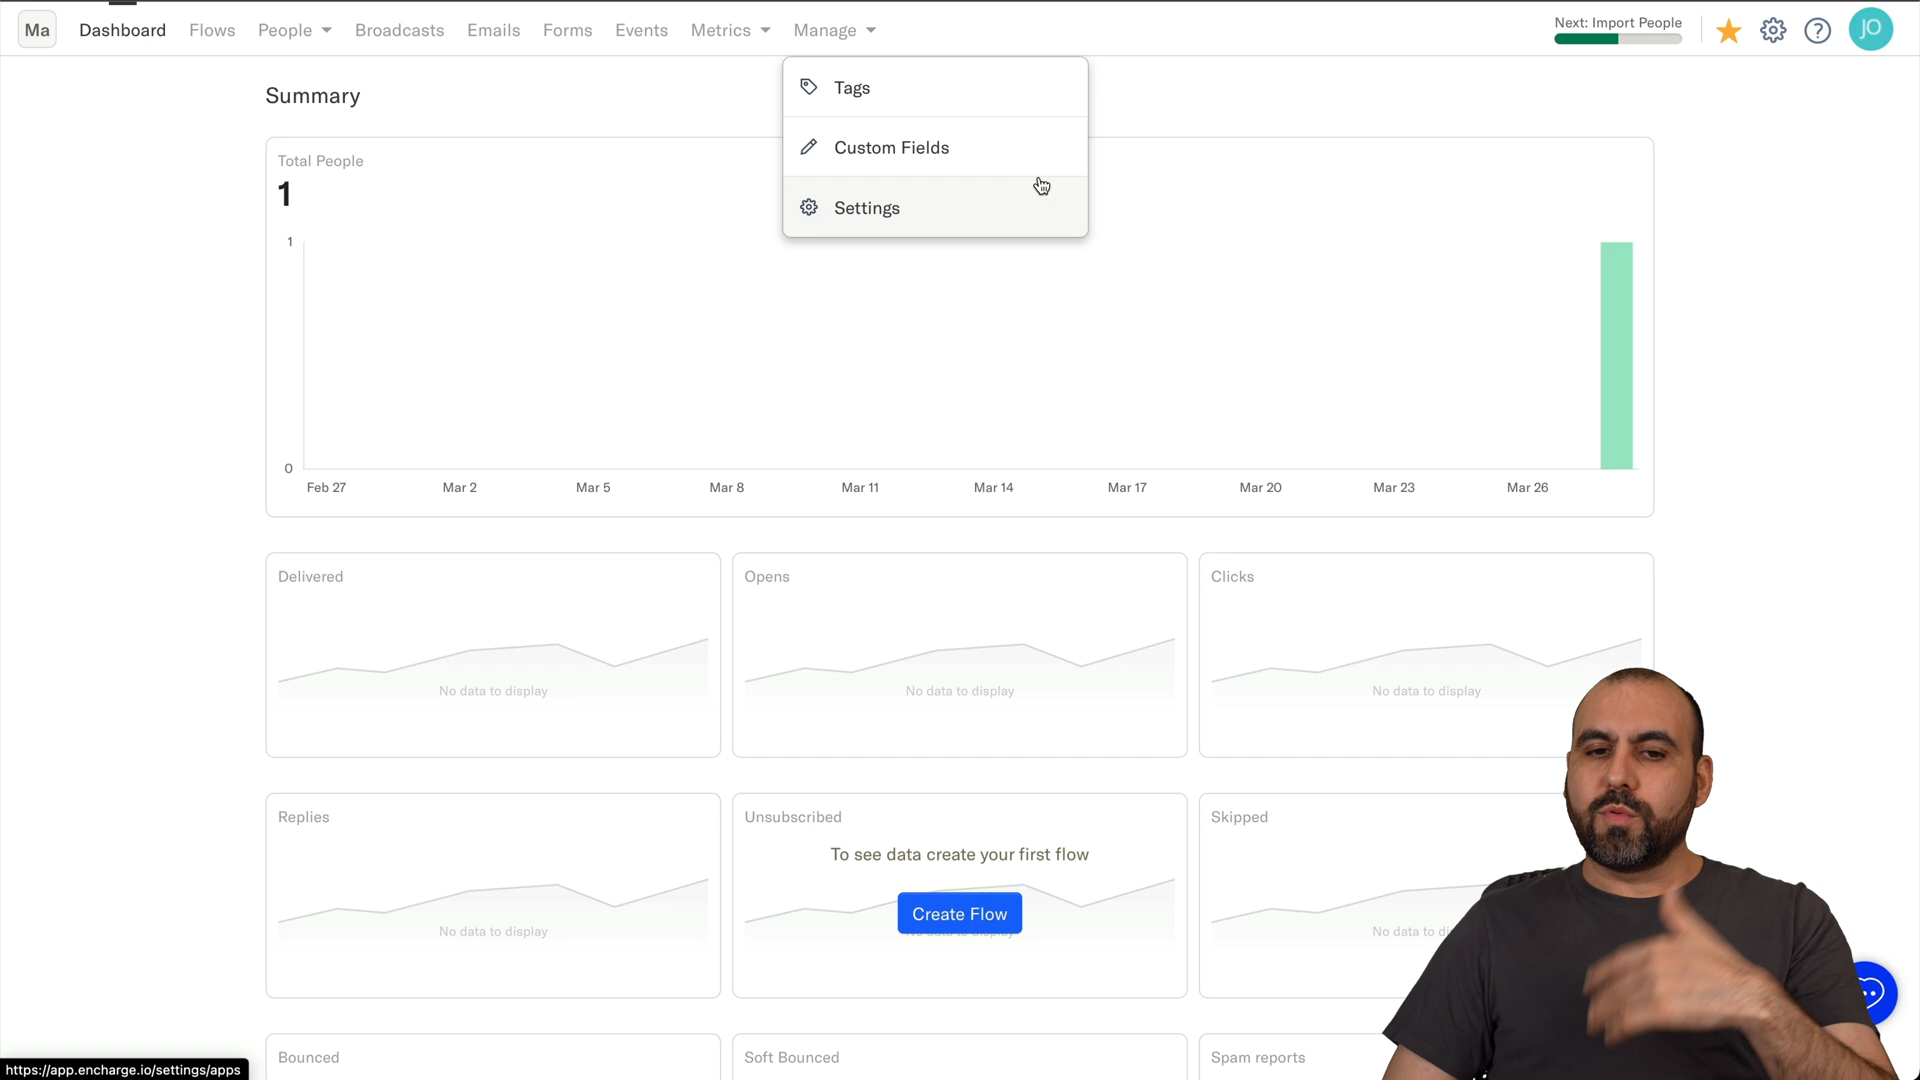 Ma Dashboard Flows People Broadcasts Emails Forms Events Metrics Manage Next: Import People JO
Tags
Custom Fields
Settings
Summary
Total People
1
1
0
Feb 27 Mar 2 Mar 5 Mar 8 Mar 11 Mar 14 Mar 17 Mar 20 Mar 23 Mar 26
Delivered Opens Clicks
No data to display No data to display No data to display
Replies Unsubscribed Skipped
To see data create your first flow
Create Flow
No data to display No data to di
Bounced Soft Bounced Spam reports
https://app.encharge.io/settings/apps